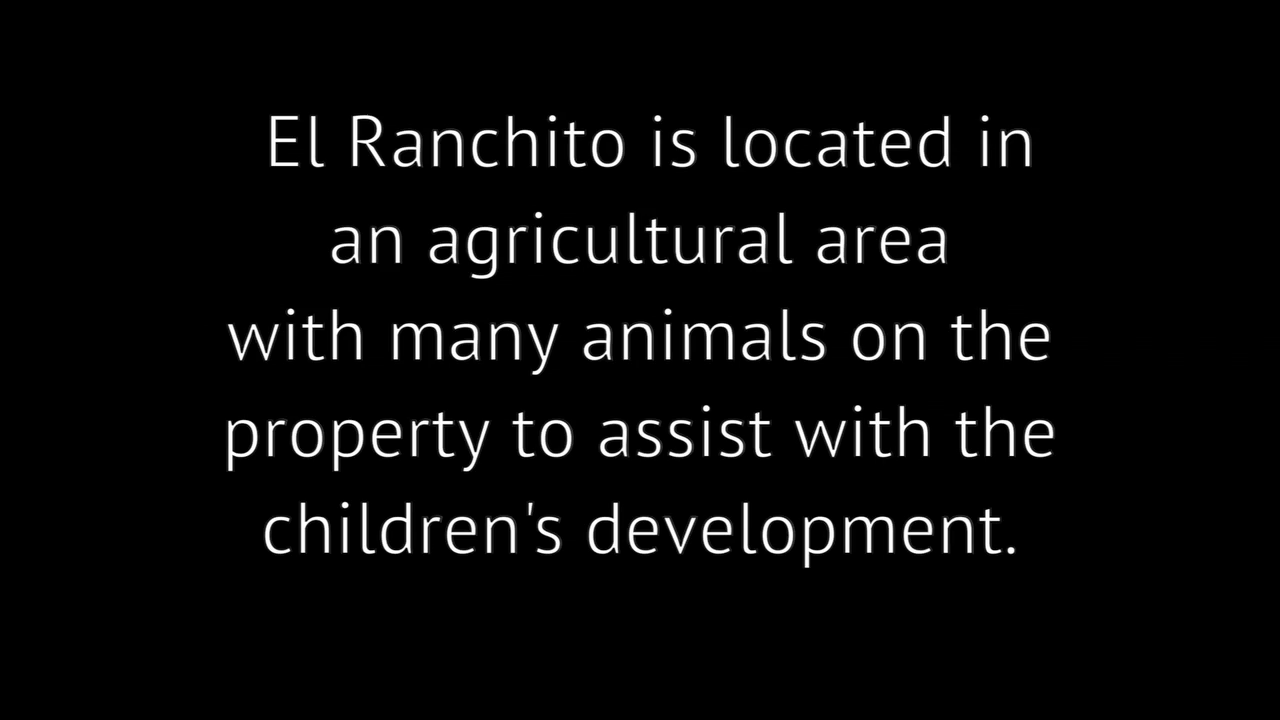 El Ranchito is located in
an agricultural area
with many animals on the
property to assist with the
children's development.